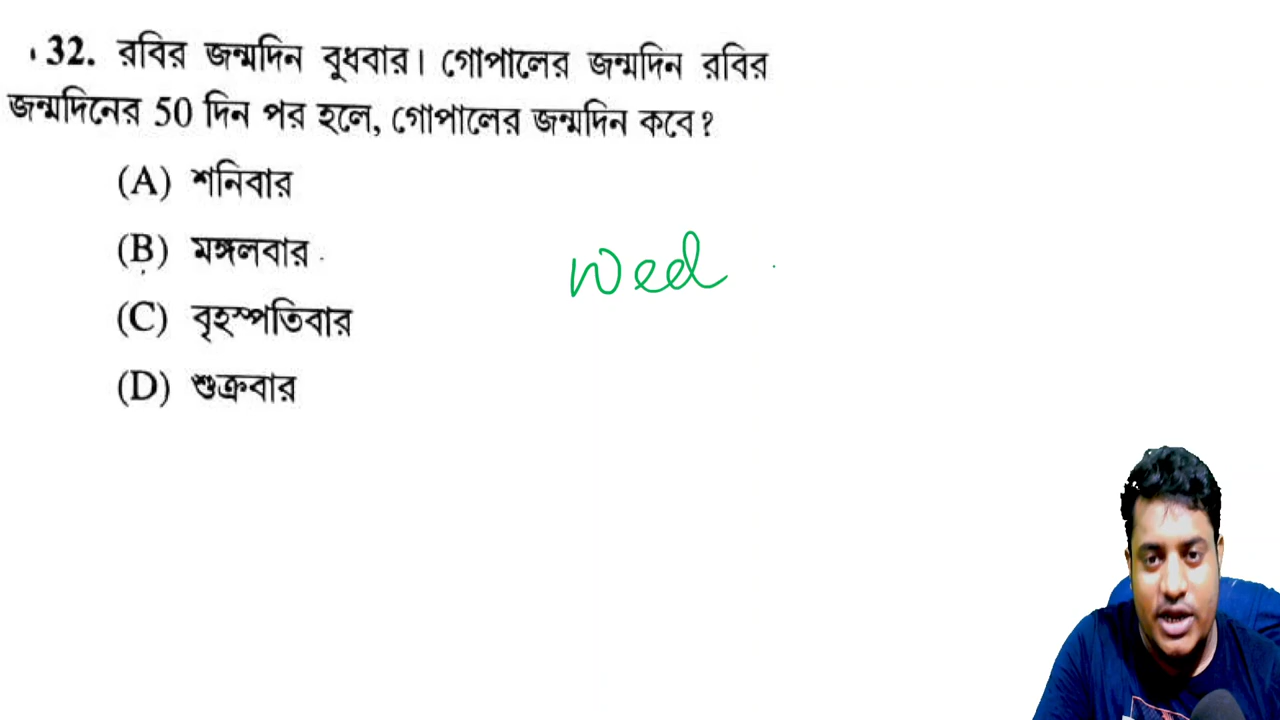 32. রবির জন্মদিন বুধবার। গোপালের জন্মদিন রবির
জন্মদিনের 50 দিন পর হলে, গোপালের জন্মদিন কবে?
(A) শনিবার
(B) মঙ্গলবার
wed
(C) বৃহস্পতিবার
(D) শুক্রবার